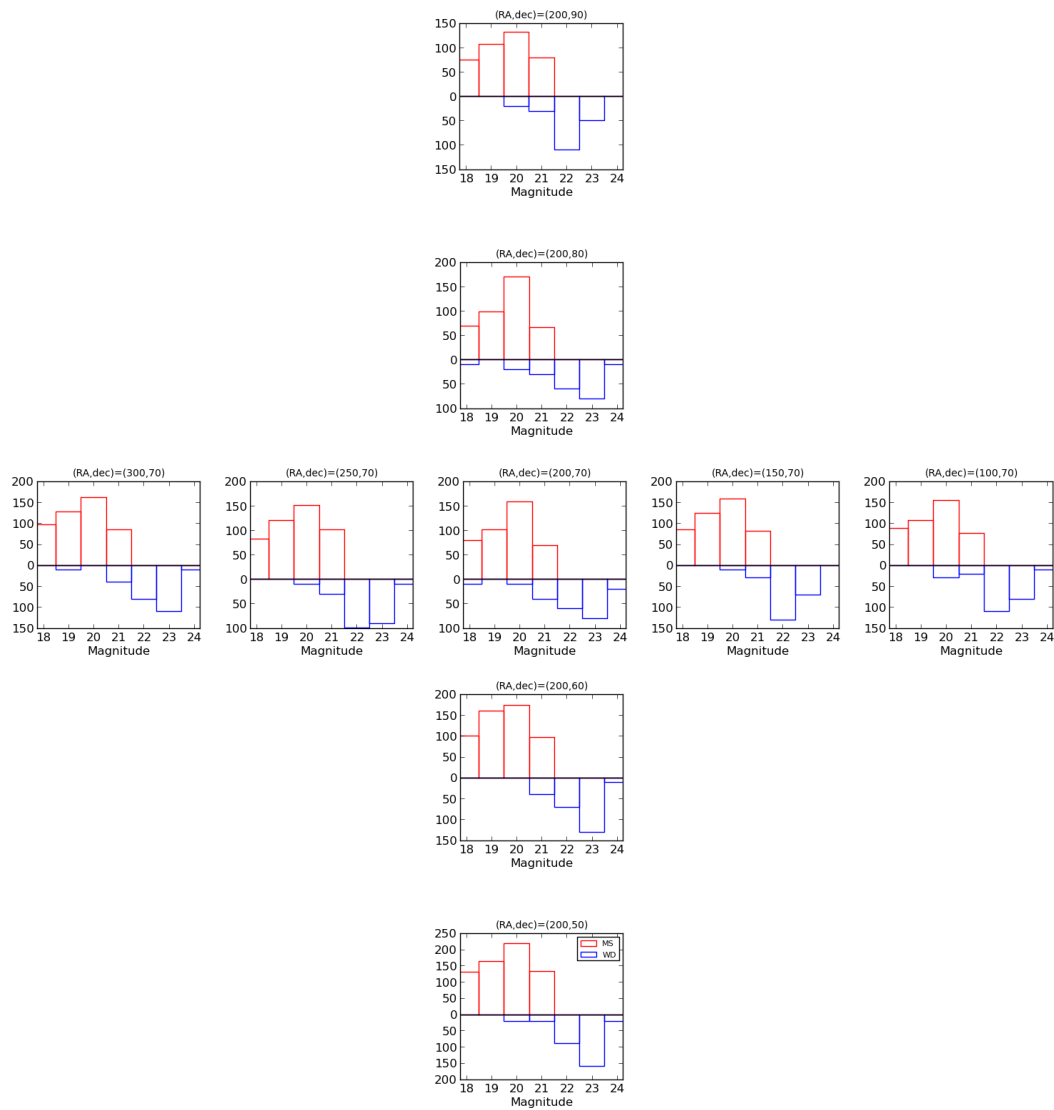 (RA,dec)=(200,90)
150
100
50
0
50
100
150
18 19 20 21 22 23 24
Magnitude
(RA,dec)=(200,80)
200
150
100
50
0
50
100
18 19 20 21 22 23 24
Magnitude
(RA,dec)=(300,70)
200
150
100
50
0
50
100
150
18 19 20 21 22 23 24
Magnitude
(RA,dec)=(250,70)
200
150
100
50
0
50
100
18 19 20 21 22 23 24
Magnitude
(RA,dec)=(200,70)
200
150
100
50
0
50
100
18 19 20 21 22 23 24
Magnitude
(RA,dec)=(150,70)
200
150
100
50
0
50
100
150
18 19 20 21 22 23 24
Magnitude
(RA,dec)=(100,70)
200
150
100
50
0
50
100
150
18 19 20 21 22 23 24
Magnitude
(RA,dec)=(200,60)
200
150
100
50
0
50
100
150
18 19 20 21 22 23 24
Magnitude
(RA,dec)=(200,50)
250
200
150
100
50
0
50
100
150
200
MS
WD
18 19 20 21 22 23 24
Magnitude